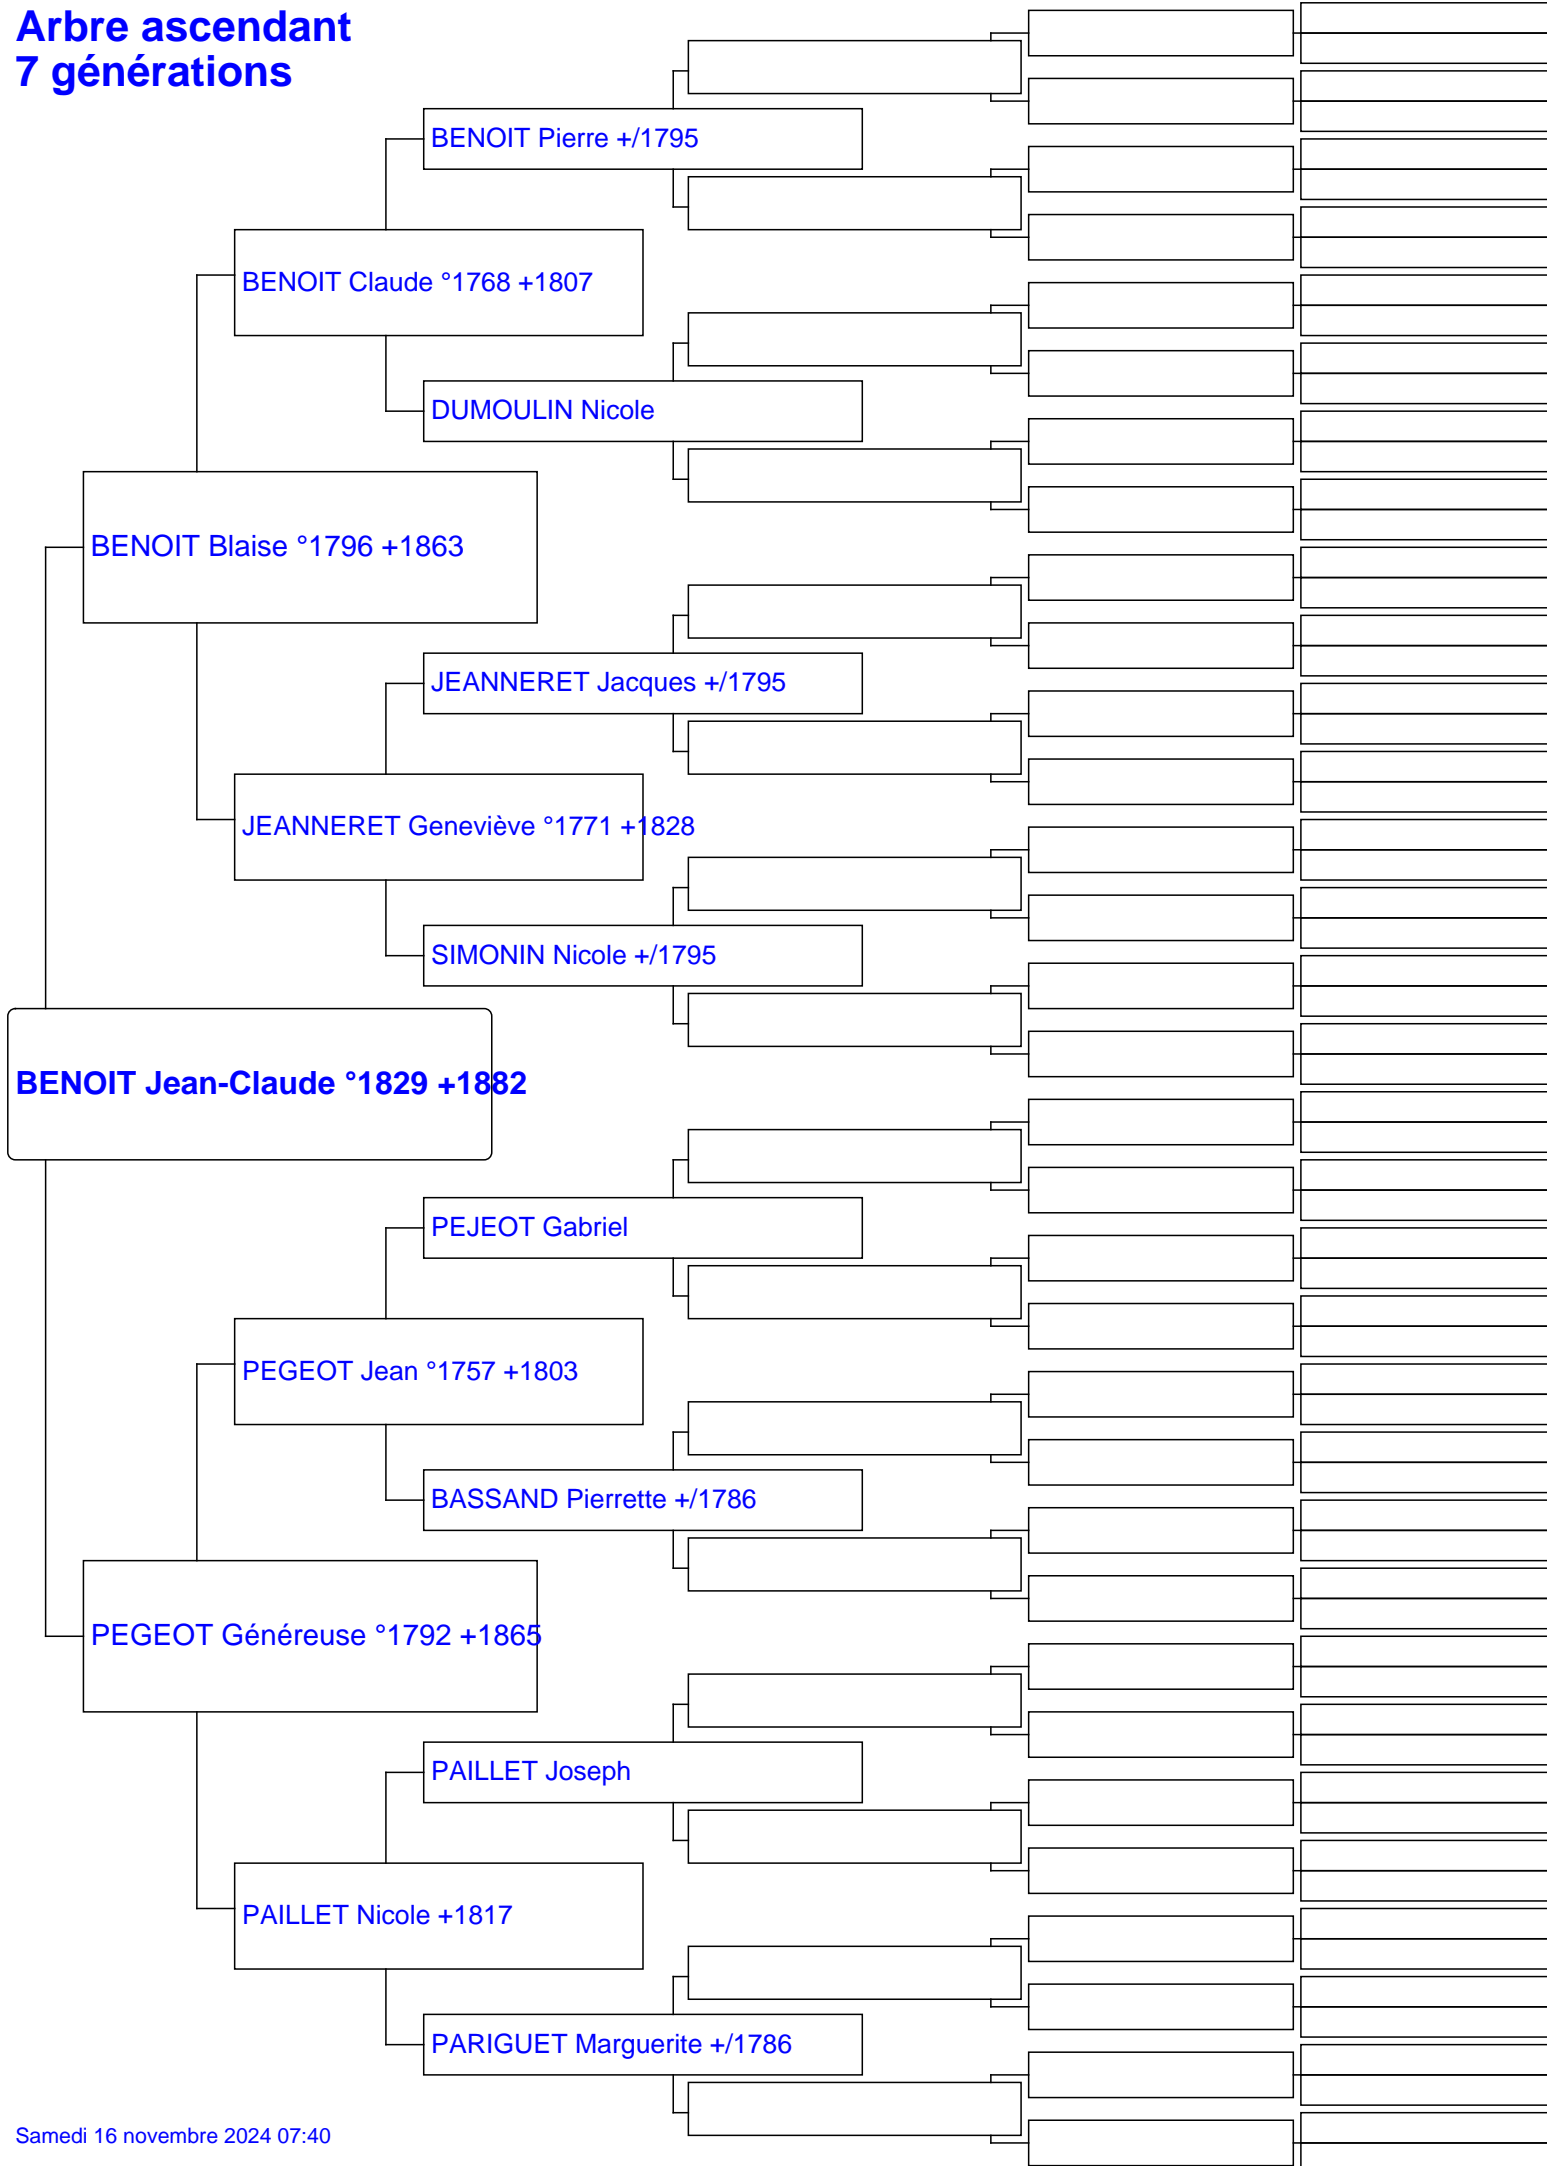 Arbre ascendant
7 générations
BENOIT Pierre +/1795
BENOIT Claude °1768 +1807
DUMOULIN Nicole
BENOIT Blaise °1796 +1863
JEANNERET Jacques +/1795
JEANNERET Geneviève °1771 +1828
SIMONIN Nicole +/1795
BENOIT Jean-Claude °1829 +1882
PEJEOT Gabriel
PEGEOT Jean °1757 +1803
BASSAND Pierrette +/1786
PEGEOT Généreuse °1792 +1865
PAILLET Joseph
PAILLET Nicole +1817
PARIGUET Marguerite +/1786
Samedi 16 novembre 2024 07:40